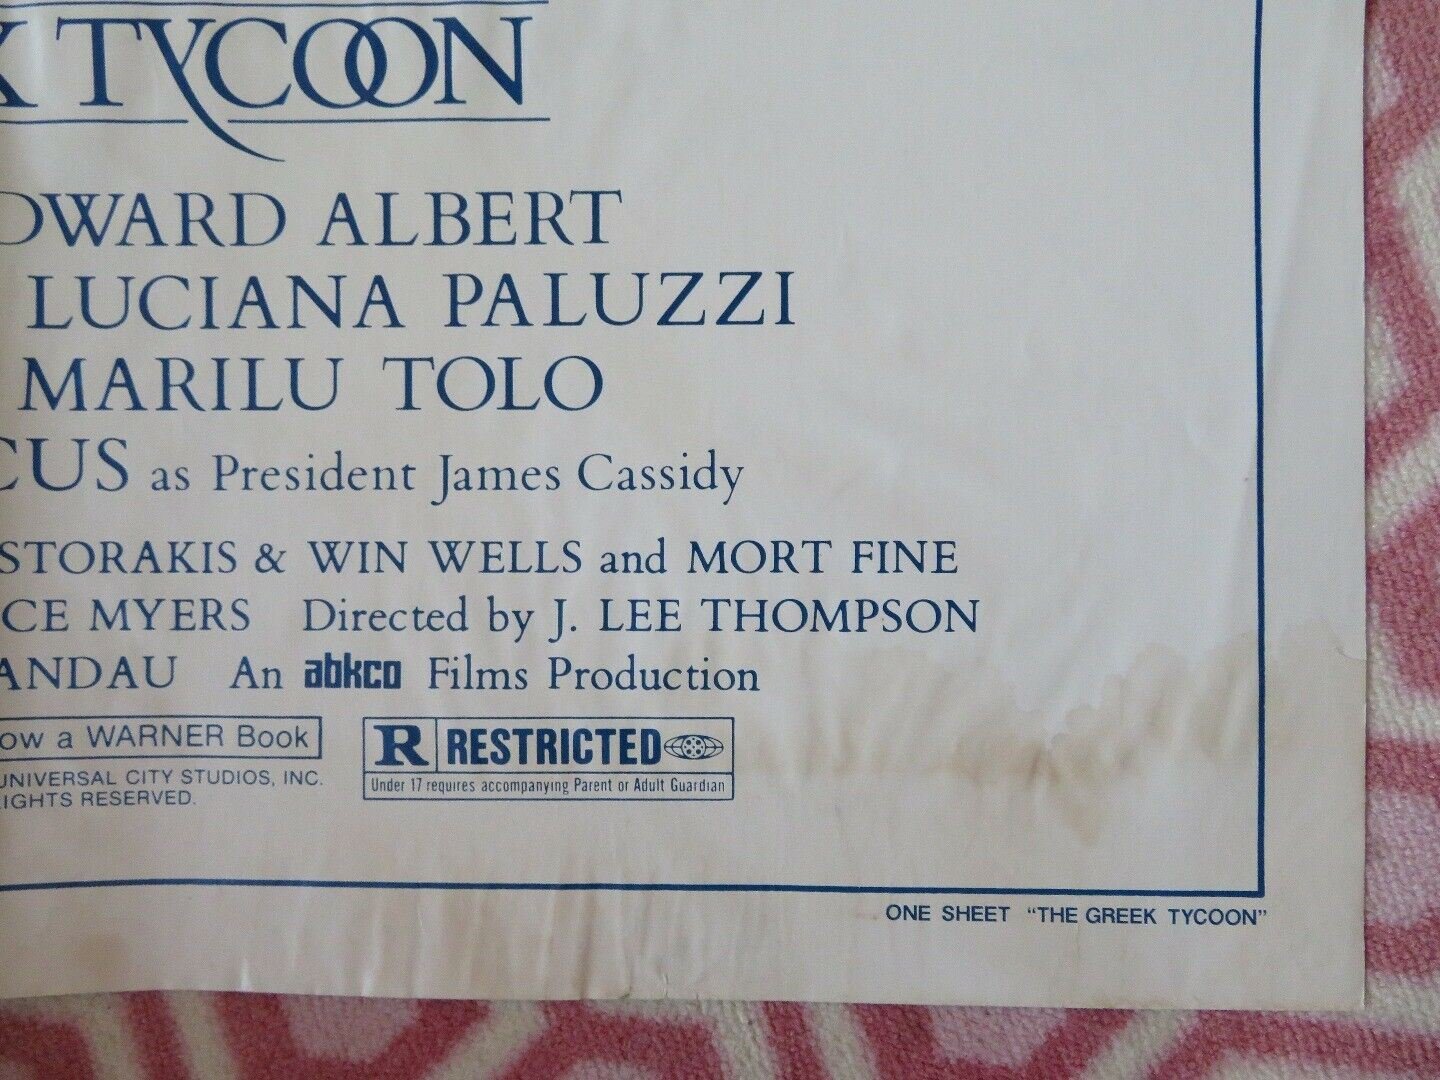 TYCOON
DWARD ALBERT
LUCIANA PALUZZI
MARILU TOLO
CUS as President James Cassidy
STORAKIS & WIN WELLS and MORT FINE
CE MYERS Directed by J. LEE THOMPSON
ANDAU An abkco Films Production
ow a WARNER Book
R RESTRICTED
Under 17 requires accompanying Parent or Adult Guardian
UNIVERSAL CITY STUDIOS, INC.
IGHTS RESERVED.
ONE SHEET "THE GREEK TYCOON"